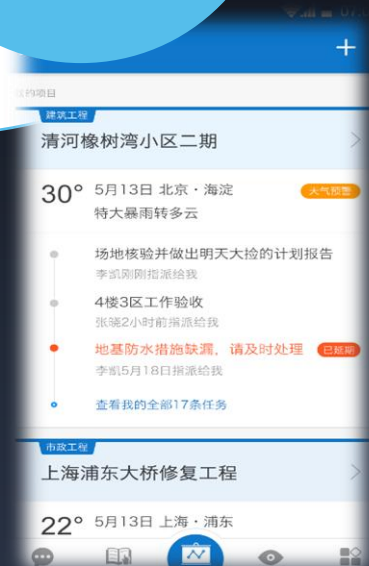 07:
+
约项目
建筑工程
清河橡树湾小区二期
30° 5月13日 北京·海淀 天气预警
特大暴雨转多云
场地核验并做出明天大捡的计划报告
李凯刚刚指派给我
4楼3区工作验收
张晓2小时前指派给我
地基防水措施缺漏，请及时处理 已延期
李凯5月18日指派给我
查看我的全部17条任务
市政工程
上海浦东大桥修复工程
22° 5月13日 上海·浦东